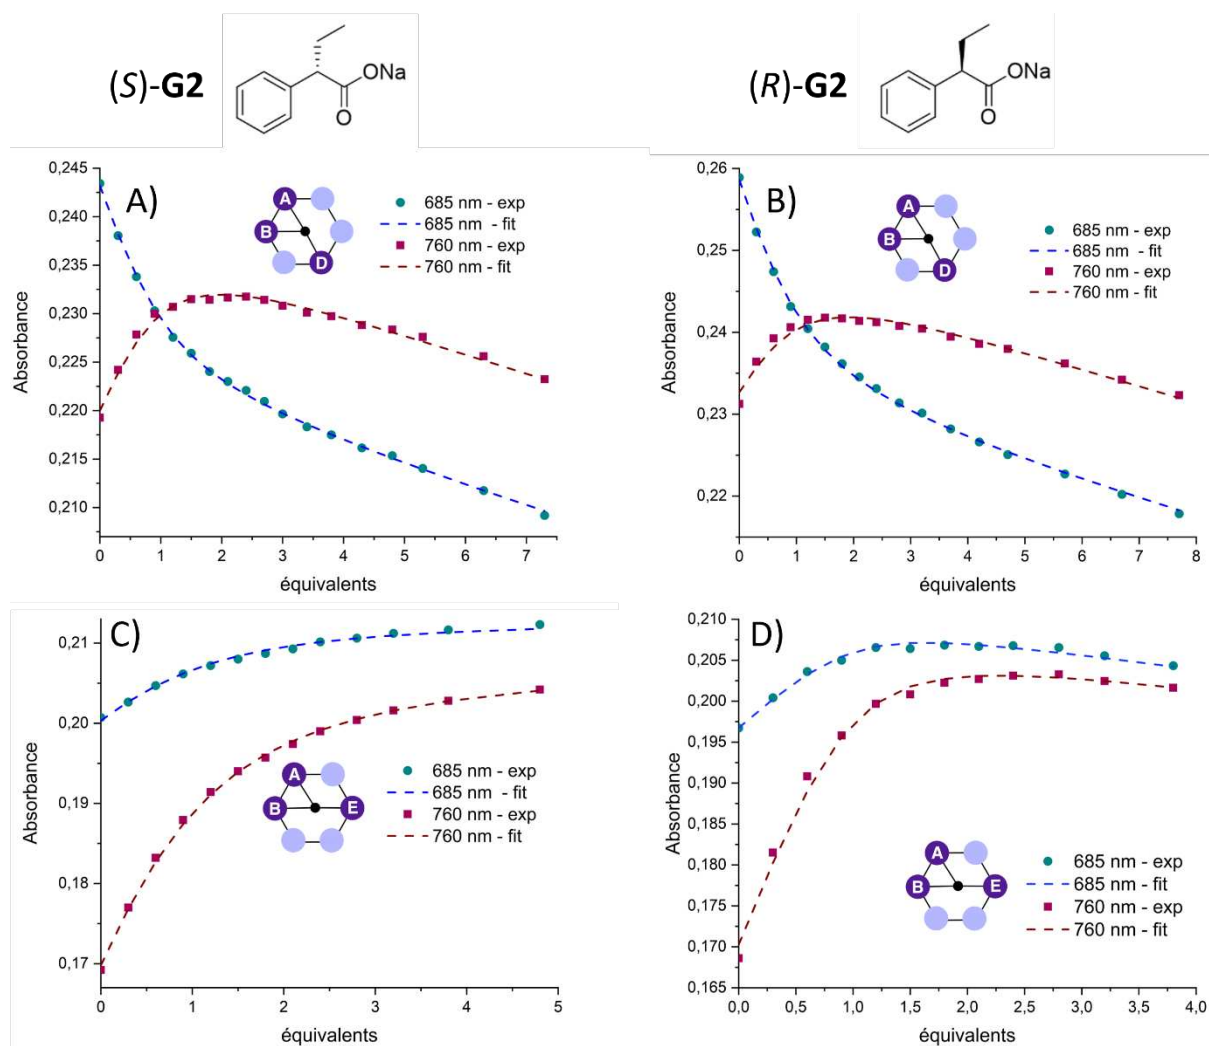 (S)-G2
ONa
O
(R)-G2
ONa
O
A)
0,245
0,240
0,235
0,230
0,225
0,220
0,215
0,210
Absorbance
A
B
D
685 nm - exp
685 nm - fit
760 nm - exp
760 nm - fit
0 1 2 3 4 5 6 7
équivalents
B)
0,26
0,25
0,24
0,23
0,22
Absorbance
A
B
D
685 nm - exp
685 nm - fit
760 nm - exp
760 nm - fit
0 1 2 3 4 5 6 7 8
équivalents
C)
0,21
0,20
0,19
0,18
0,17
Absorbance
A
B E
685 nm - exp
685 nm - fit
760 nm - exp
760 nm - fit
0 1 2 3 4 5
équivalents
D)
0,210
0,205
0,200
0,195
0,190
0,185
0,180
0,175
0,170
0,165
Absorbance
A
B E
685 nm - exp
685 nm - fit
760 nm - exp
760 nm - fit
0,0 0,5 1,0 1,5 2,0 2,5 3,0 3,5 4,0
équivalents